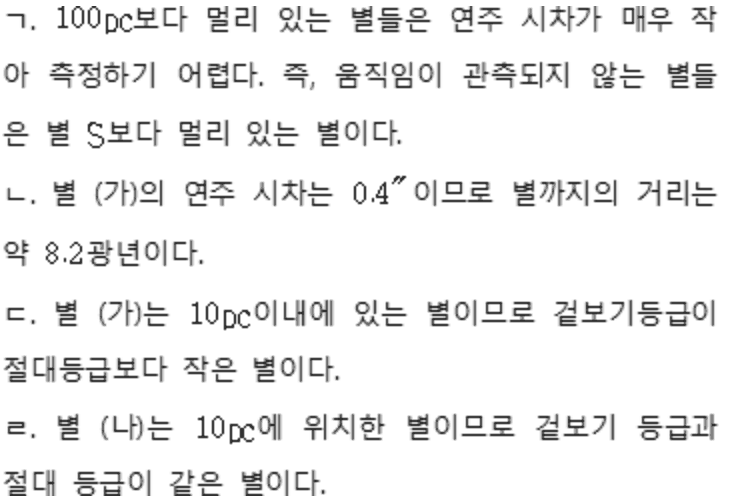 ㄱ. 100pc보다 멀리 있는 별들은 연주 시차가 매우 작
아 측정하기 어렵다. 즉, 움직임이 관측되지 않는 별들
은 별 S보다 멀리 있는 별이다.
ㄴ. 별 (가)의 연주 시차는 0.4″이므로 별까지의 거리는
약 8.2광년이다.
ㄷ. 별 (가)는 10pc이내에 있는 별이므로 겉보기등급이
절대등급보다 작은 별이다.
ㄹ. 별 (나)는 10pc에 위치한 별이므로 겉보기 등급과
절대 등급이 같은 별이다.